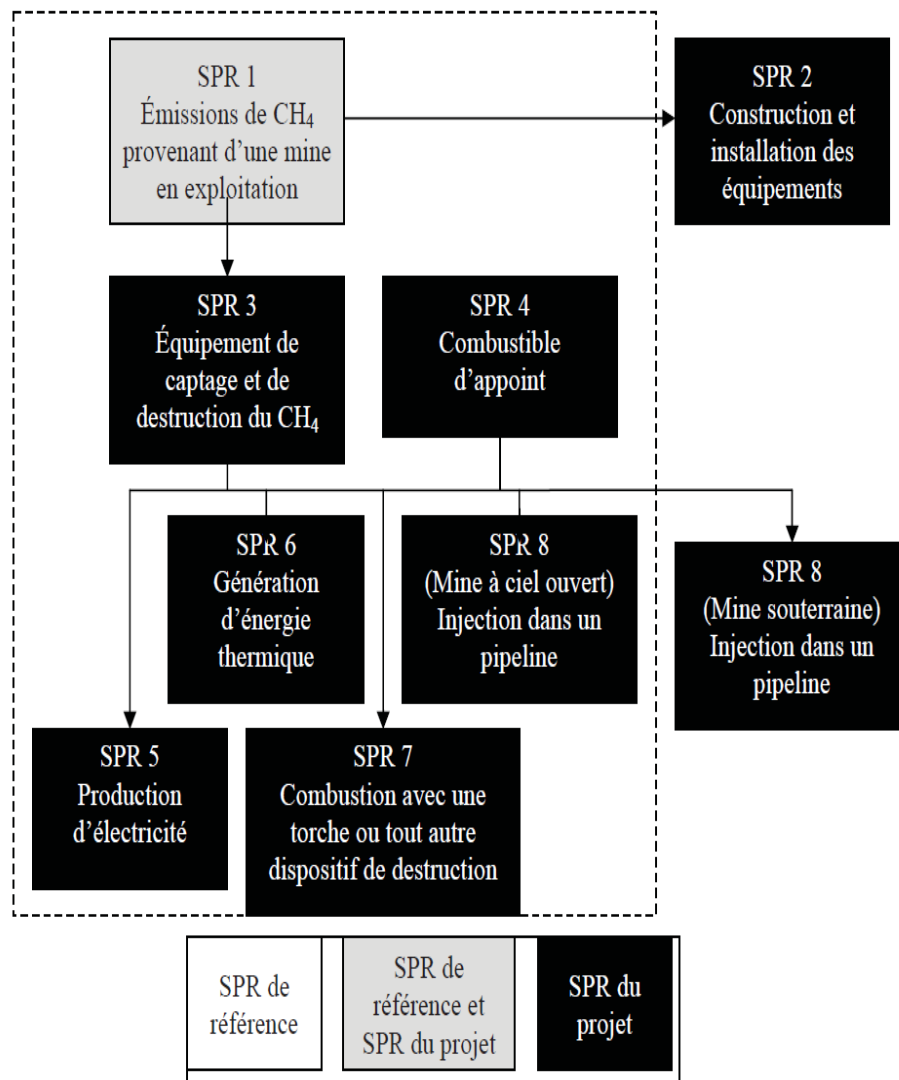 SPR 1
Émissions de CH₄
provenant d’une mine
en exploitation
SPR 2
Construction et
installation des
équipements
SPR 3
Équipement de
captage et de
destruction du CH₄
SPR 4
Combustible
d’appoint
SPR 6
Génération
d’énergie
thermique
SPR 8
(Mine à ciel ouvert)
Injection dans un
pipeline
SPR 8
(Mine souterraine)
Injection dans un
pipeline
SPR 5
Production
d’électricité
SPR 7
Combustion avec une
torche ou tout autre
dispositif de destruction
SPR de
référence
SPR de
référence et
SPR du projet
SPR du
projet